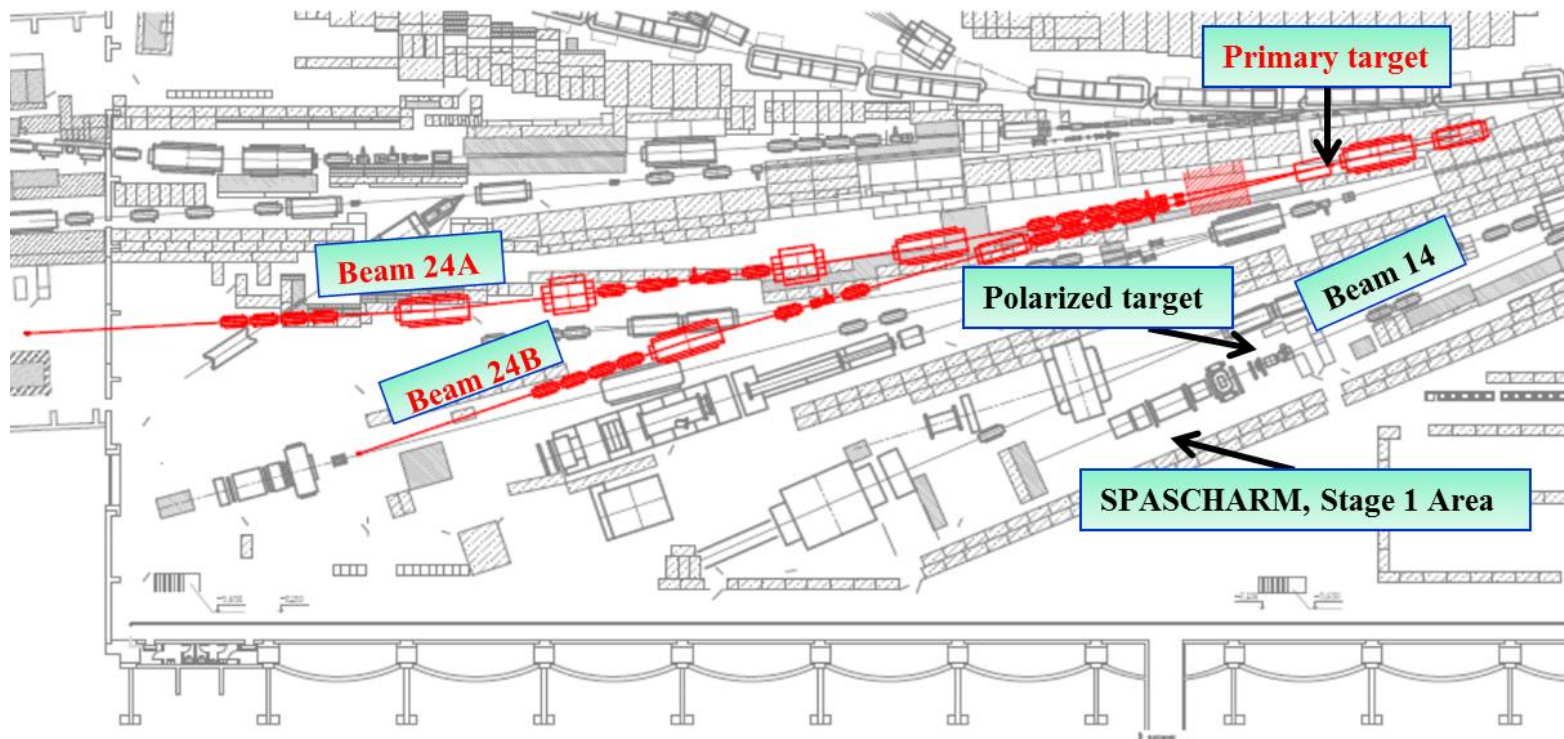 Primary target
Beam 24A
Beam 14
Polarized target
Beam 24B
SPASCHARM, Stage 1 Area